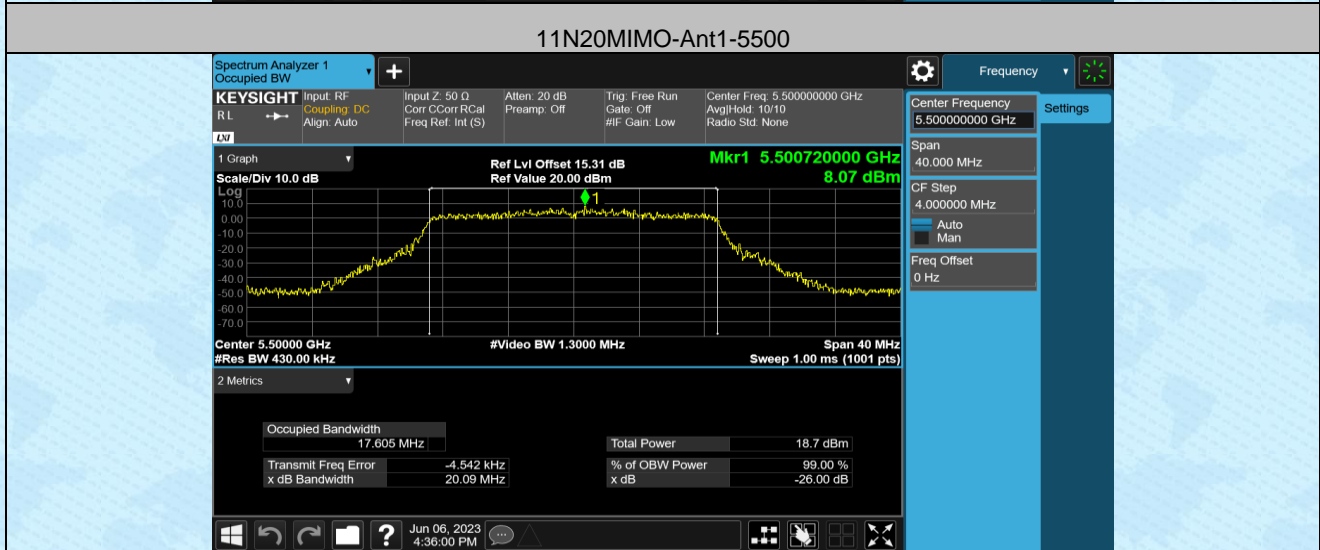 11N20MIMO-Ant1-5500
Spectrum Analyzer 1
Occupied BW
+
Frequency
KEYSIGHT
R L
LXI
Input: RF
Coupling: DC
Align: Auto
Input Z: 50 Ω
Corr CCorr RCal
Freq Ref: Int (S)
Atten: 20 dB
Preamp: Off
Trig: Free Run
Gate: Off
#IF Gain: Low
Center Freq: 5.500000000 GHz
Avg|Hold: 10/10
Radio Std: None
Center Frequency
5.500000000 GHz
Settings
Span
40.000 MHz
CF Step
4.000000 MHz
Auto
Man
Freq Offset
0 Hz
1 Graph
Scale/Div 10.0 dB
Ref Lvl Offset 15.31 dB
Ref Value 20.00 dBm
Mkr1 5.500720000 GHz
8.07 dBm
Log
1
10.0
0.00
-10.0
-20.0
-30.0
-40.0
-50.0
-60.0
-70.0
Center 5.50000 GHz
#Video BW 1.3000 MHz
Span 40 MHz
#Res BW 430.00 kHz
Sweep 1.00 ms (1001 pts)
2 Metrics
Occupied Bandwidth
17.605 MHz
Total Power 18.7 dBm
Transmit Freq Error -4.542 kHz
% of OBW Power 99.00 %
x dB Bandwidth 20.09 MHz
x dB -26.00 dB
?
Jun 06, 2023
4:36:00 PM